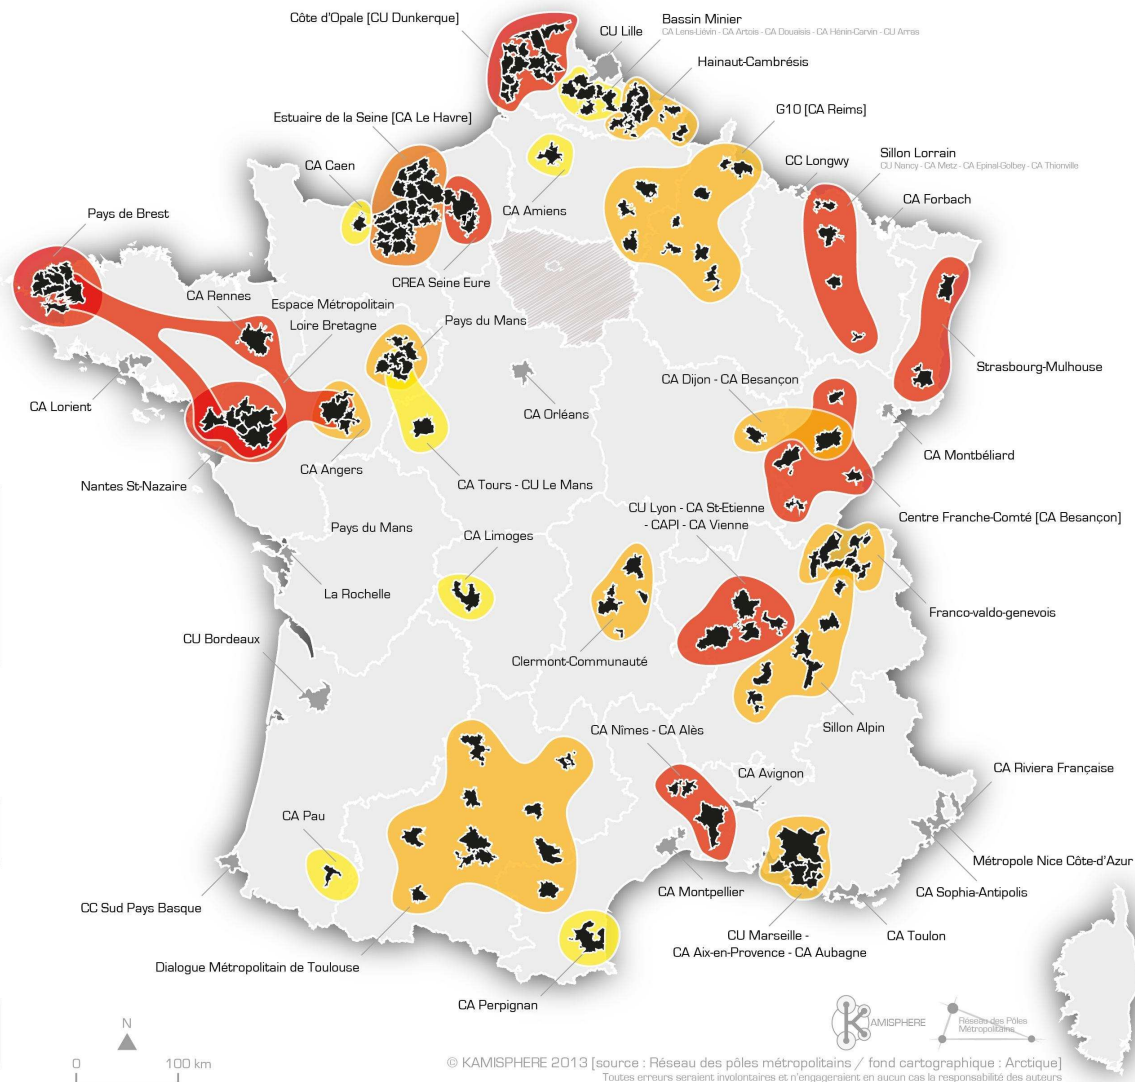 Côte d'Opale [CU Dunkerque]
CU Lille
Bassin Minier
CA Lens-Liévin - CA Artois - CA Douaisis - CA Hénin-Carvin - CU Arras
Hainaut-Cambrésis
G10 [CA Reims]
Estuaire de la Seine [CA Le Havre]
CC Longwy
Sillon Lorrain
CU Nancy - CA Metz - CA Epinal-Golbey - CA Thionville
CA Caen
CA Forbach
CA Amiens
Pays de Brest
CREA Seine Eure
CA Rennes
Espace Métropolitain
Loire Bretagne
Pays du Mans
Strasbourg-Mulhouse
CA Dijon - CA Besançon
CA Lorient
CA Orléans
CA Montbéliard
CA Angers
Nantes St-Nazaire
CA Tours - CU Le Mans
CU Lyon - CA St-Etienne
- CAPI - CA Vienne
Centre Franche-Comté [CA Besançon]
Pays du Mans
CA Limoges
La Rochelle
Franco-valdo-genevois
CU Bordeaux
Clermont-Communauté
Sillon Alpin
CA Nîmes - CA Alès
CA Avignon
CA Riviera Française
CA Pau
Métropole Nice Côte-d'Azur
CA Montpellier
CA Sophia-Antipolis
CC Sud Pays Basque
CU Marseille -
CA Aix-en-Provence - CA Aubagne
CA Toulon
Dialogue Métropolitain de Toulouse
CA Perpignan
N
0
100 km
KAMISPHERE
Réseau des Pôles
Métropolitains
© KAMISPHERE 2013 [source : Réseau des pôles métropolitains / fond cartographique : Arctique]
Toutes erreurs seraient involontaires et n'engageraient en aucun cas la responsabilité des auteurs